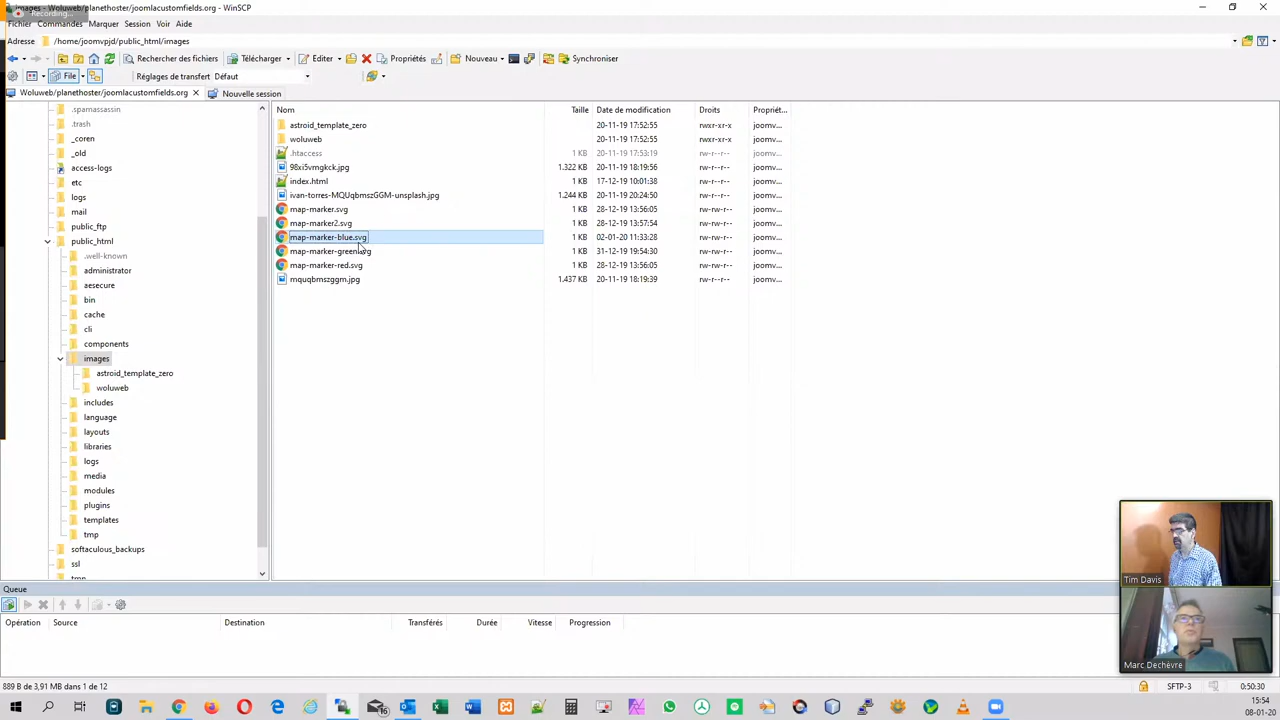 images - Woluweb/planethoster/joomlacustomfields.org - WinSCP
Recording...
Fichier Commandes Marquer Session Voir Aide
Adresse /home/joomvpjd/public_html/images
Rechercher des fichiers Télécharger Editer Propriétés Nouveau Synchroniser
File Réglages de transfert Défaut
Woluweb/planethoster/joomlacustomfields.org × Nouvelle session
.spamassassin
.trash
_coren
_old
access-logs
etc
logs
mail
public_ftp
public_html
.well-known
administrator
aesecure
bin
cache
cli
components
images
astroid_template_zero
woluweb
includes
language
layouts
libraries
logs
media
modules
plugins
templates
tmp
softaculous_backups
ssl
tmp
Nom Taille Date de modification Droits Propriét...
astroid_template_zero 20-11-19 17:52:55 rwxr-xr-x joomv...
woluweb 20-11-19 17:52:55 rwxr-xr-x joomv...
.htaccess 1 KB 20-11-19 17:53:19 rw-r--r-- joomv...
98xi5vmgkck.jpg 1.322 KB 20-11-19 18:19:56 rw-r--r-- joomv...
index.html 1 KB 17-12-19 10:01:38 rw-r--r-- joomv...
ivan-torres-MQUqbmszGGM-unsplash.jpg 1.244 KB 20-11-19 20:24:50 rw-r--r-- joomv...
map-marker.svg 1 KB 28-12-19 13:56:05 rw-rw-r-- joomv...
map-marker2.svg 1 KB 28-12-19 13:57:54 rw-rw-r-- joomv...
map-marker-blue.svg 1 KB 02-01-20 11:33:28 rw-rw-r-- joomv...
map-marker-green.svg 1 KB 31-12-19 19:54:30 rw-rw-r-- joomv...
map-marker-red.svg 1 KB 28-12-19 13:56:05 rw-rw-r-- joomv...
mquqbmszggm.jpg 1.437 KB 20-11-19 18:19:39 rw-r--r-- joomv...
Tim Davis
Marc Dechèvre
Queue
Opération Source Destination Transférés Durée Vitesse Progression
889 B de 3,91 MB dans 1 de 12 SFTP-3 0:50:30
15:54
08-01-20